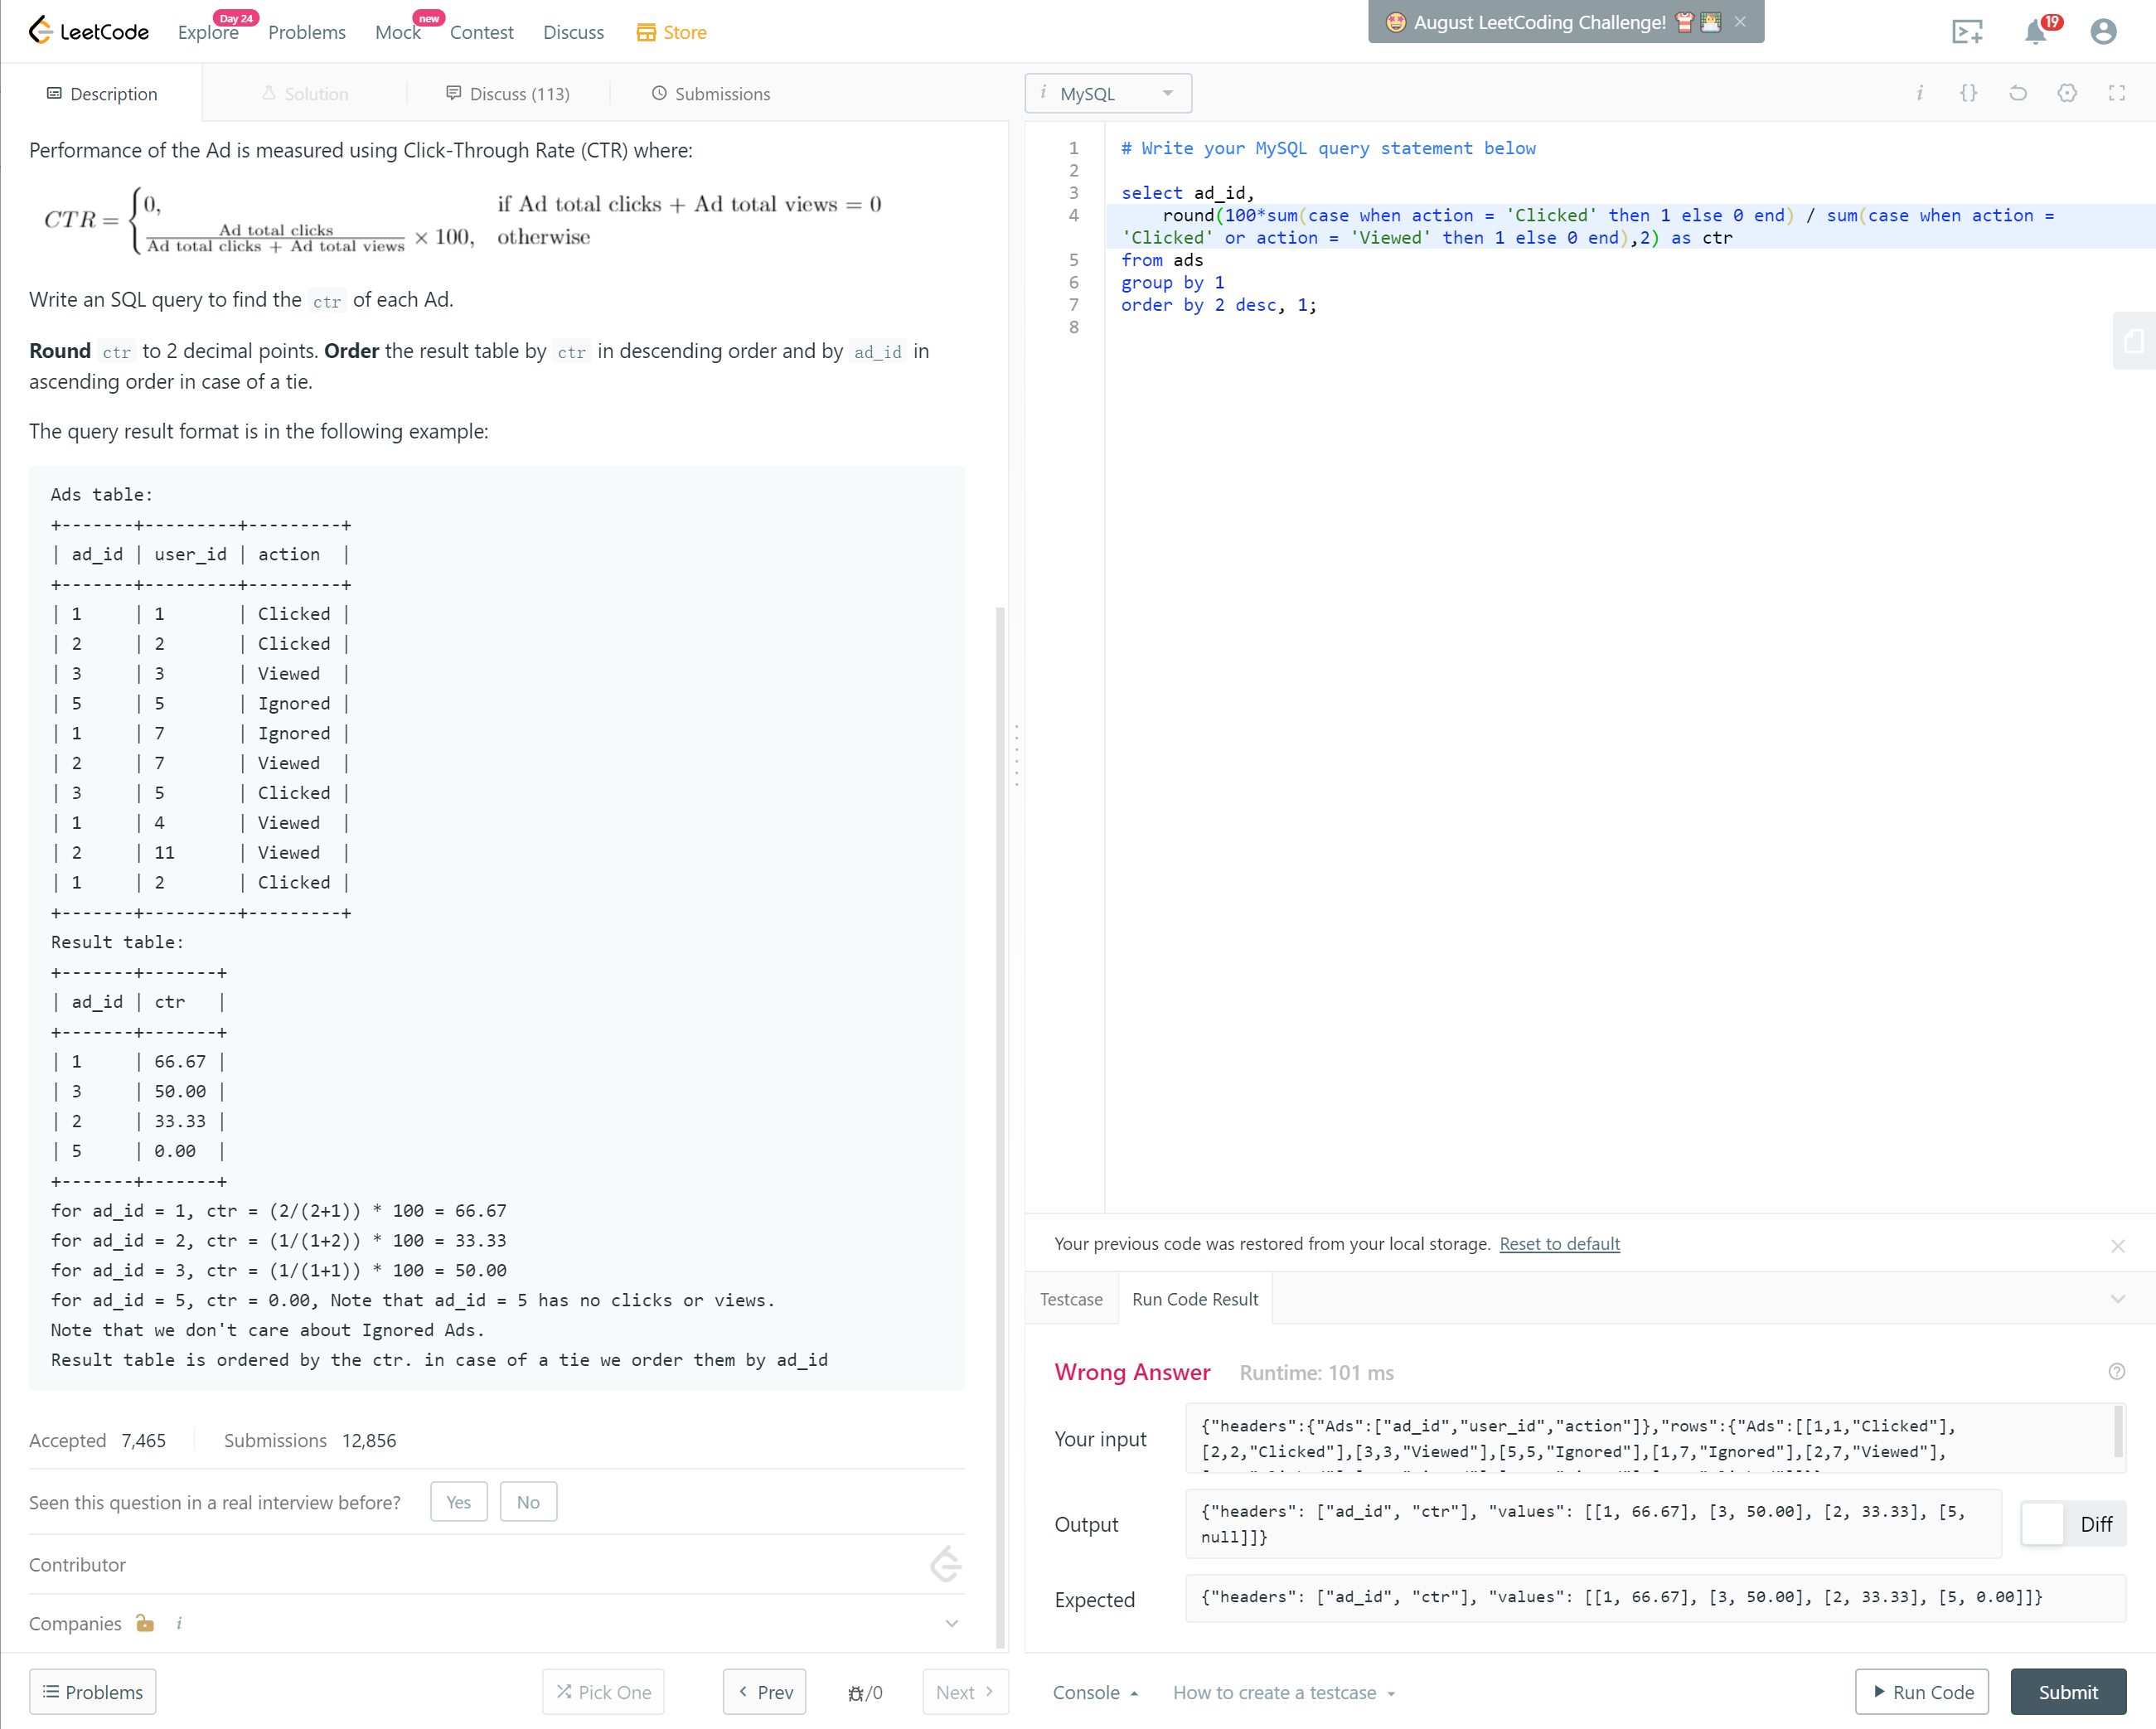 LeetCode
Explore Day 24 Problems Mock new Contest Discuss Store
August LeetCoding Challenge!
19
Description Solution Discuss (113) Submissions
Performance of the Ad is measured using Click-Through Rate (CTR) where:
CTR = { 0, if Ad total clicks + Ad total views = 0
Ad total clicks / Ad total clicks + Ad total views × 100, otherwise
Write an SQL query to find the ctr of each Ad.
Round ctr to 2 decimal points. Order the result table by ctr in descending order and by ad_id in
ascending order in case of a tie.
The query result format is in the following example:
Ads table:
+-------+---------+---------+
| ad_id | user_id | action  |
+-------+---------+---------+
| 1     | 1       | Clicked |
| 2     | 2       | Clicked |
| 3     | 3       | Viewed  |
| 5     | 5       | Ignored |
| 1     | 7       | Ignored |
| 2     | 7       | Viewed  |
| 3     | 5       | Clicked |
| 1     | 4       | Viewed  |
| 2     | 11      | Viewed  |
| 1     | 2       | Clicked |
+-------+---------+---------+
Result table:
+-------+-------+
| ad_id | ctr   |
+-------+-------+
| 1     | 66.67 |
| 3     | 50.00 |
| 2     | 33.33 |
| 5     | 0.00  |
+-------+-------+
for ad_id = 1, ctr = (2/(2+1)) * 100 = 66.67
for ad_id = 2, ctr = (1/(1+2)) * 100 = 33.33
for ad_id = 3, ctr = (1/(1+1)) * 100 = 50.00
for ad_id = 5, ctr = 0.00, Note that ad_id = 5 has no clicks or views.
Note that we don't care about Ignored Ads.
Result table is ordered by the ctr. in case of a tie we order them by ad_id
Accepted 7,465 Submissions 12,856
Seen this question in a real interview before? Yes No
Contributor
Companies i
Problems Pick One Prev /0 Next
i MySQL
i {}
1 # Write your MySQL query statement below
2
3 select ad_id,
4 round(100*sum(case when action = 'Clicked' then 1 else 0 end) / sum(case when action =
'Clicked' or action = 'Viewed' then 1 else 0 end),2) as ctr
5 from ads
6 group by 1
7 order by 2 desc, 1;
8
Your previous code was restored from your local storage. Reset to default
Testcase Run Code Result
Wrong Answer Runtime: 101 ms
Your input
{"headers":{"Ads":["ad_id","user_id","action"]},"rows":{"Ads":[[1,1,"Clicked"],
[2,2,"Clicked"],[3,3,"Viewed"],[5,5,"Ignored"],[1,7,"Ignored"],[2,7,"Viewed"],
Output
{"headers": ["ad_id", "ctr"], "values": [[1, 66.67], [3, 50.00], [2, 33.33], [5,
null]]}
Diff
Expected
{"headers": ["ad_id", "ctr"], "values": [[1, 66.67], [3, 50.00], [2, 33.33], [5, 0.00]]}
Console How to create a testcase Run Code Submit